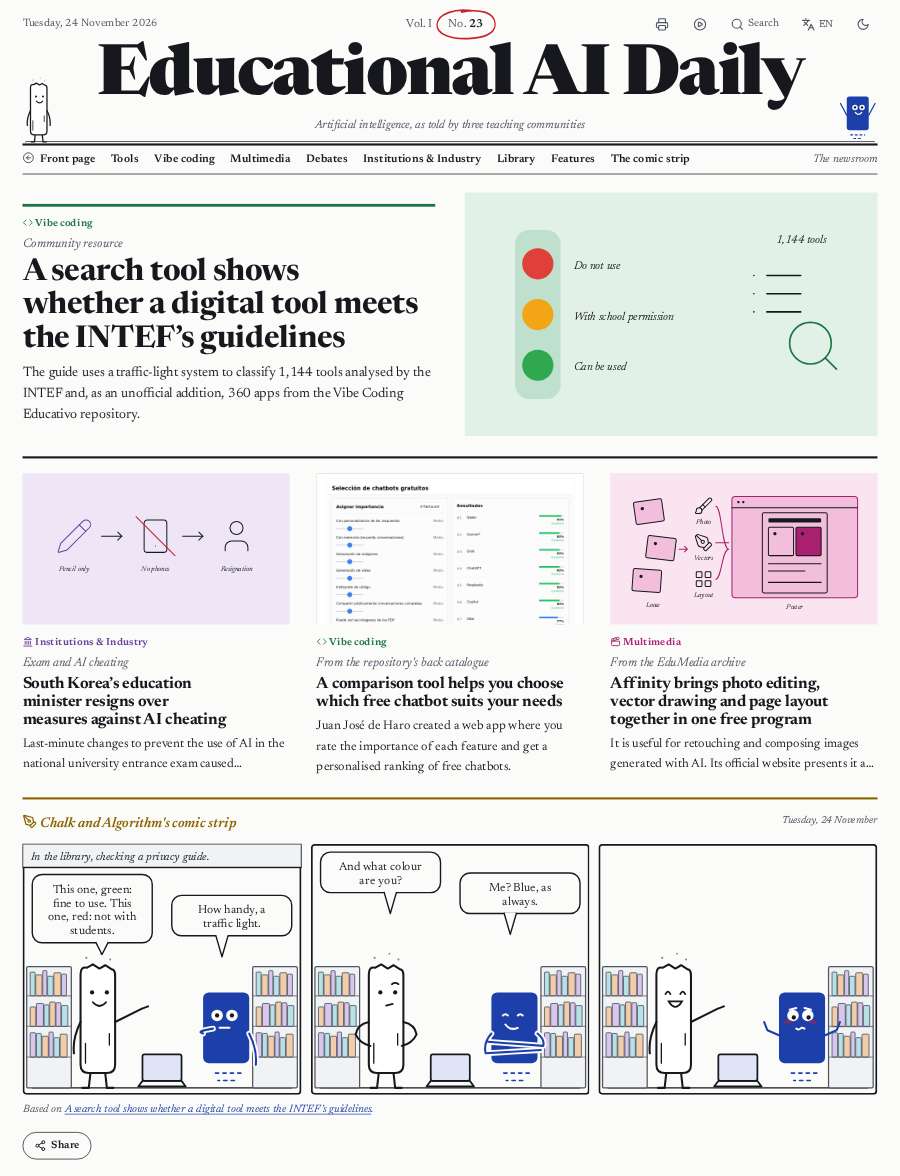 Tuesday, 24 November 2026
Vol. I No. 23
Search
EN
Educational AI Daily
Artificial intelligence, as told by three teaching communities
Front page Tools Vibe coding Multimedia Debates Institutions & Industry Library Features The comic strip The newsroom
Vibe coding
Community resource
A search tool shows
whether a digital tool meets
the INTEF’s guidelines
The guide uses a traffic-light system to classify 1,144 tools analysed by the
INTEF and, as an unofficial addition, 360 apps from the Vibe Coding
Educativo repository.
Do not use
With school permission
Can be used
1,144 tools
Pencil only
No phones
Resignation
Institutions & Industry
Exam and AI cheating
South Korea’s education
minister resigns over
measures against AI cheating
Last-minute changes to prevent the use of AI in the
national university entrance exam caused...
Selección de chatbots gratuitos
Asignar importancia
Resultados
Vibe coding
From the repository’s back catalogue
A comparison tool helps you choose
which free chatbot suits your needs
Juan José de Haro created a web app where you
rate the importance of each feature and get a
personalised ranking of free chatbots.
Loose
Photo
Vectors
Layout
Poster
Multimedia
From the EduMedia archive
Affinity brings photo editing,
vector drawing and page layout
together in one free program
It is useful for retouching and composing images
generated with AI. Its official website presents it a...
Chalk and Algorithm's comic strip
Tuesday, 24 November
In the library, checking a privacy guide.
This one, green:
fine to use. This
one, red: not with
students.
How handy, a
traffic light.
And what colour
are you?
Me? Blue, as
always.
Based on A search tool shows whether a digital tool meets the INTEF’s guidelines.
Share